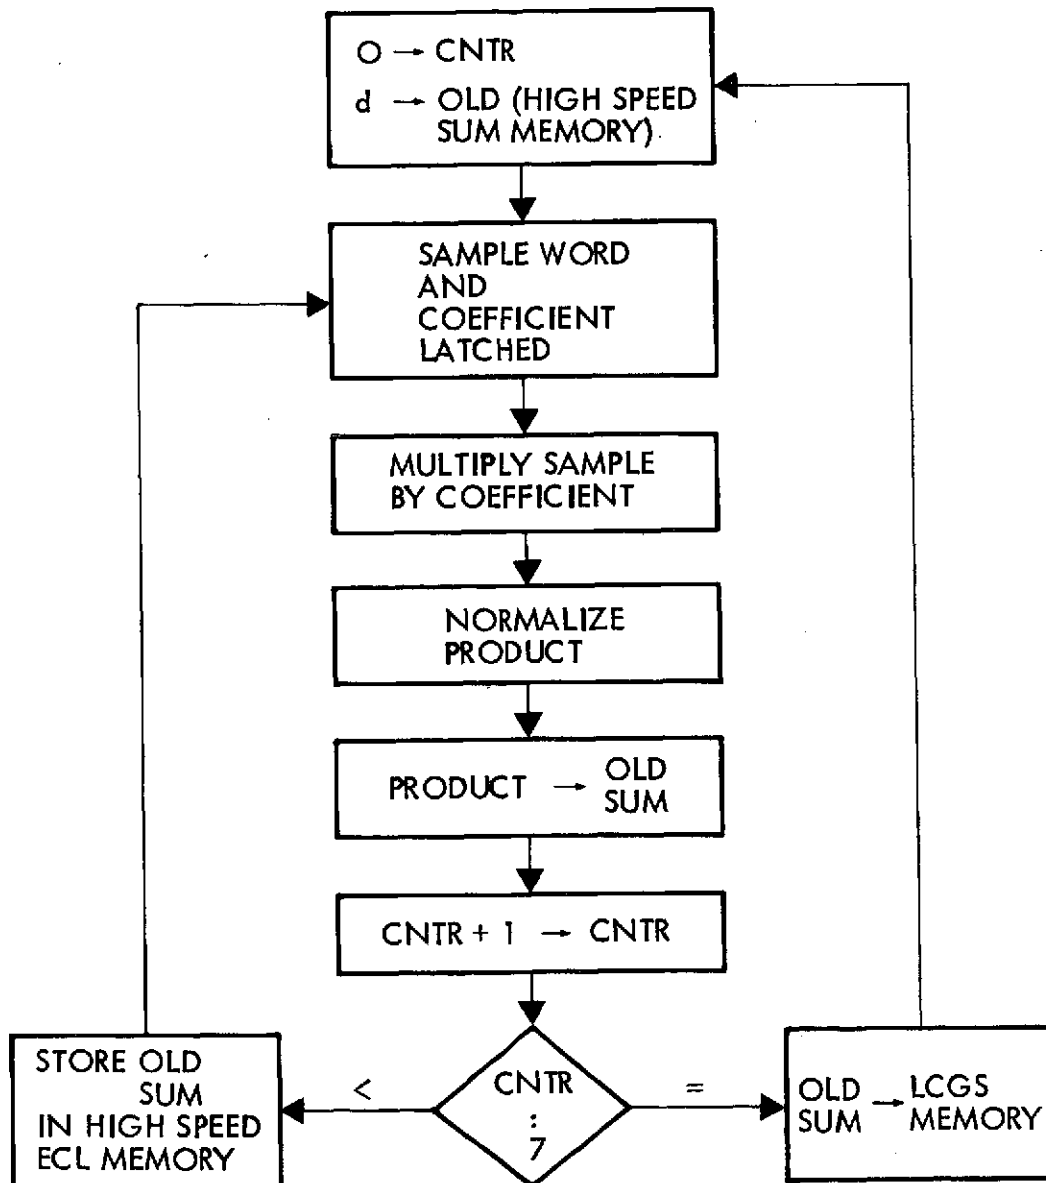 O → CNTR
d → OLD (HIGH SPEED
SUM MEMORY)
SAMPLE WORD
AND
COEFFICIENT
LATCHED
MULTIPLY SAMPLE
BY COEFFICIENT
NORMALIZE
PRODUCT
PRODUCT → OLD
SUM
CNTR + 1 → CNTR
STORE OLD
SUM
IN HIGH SPEED
ECL MEMORY
<
CNTR
:
7
=
OLD
SUM → LCGS
MEMORY